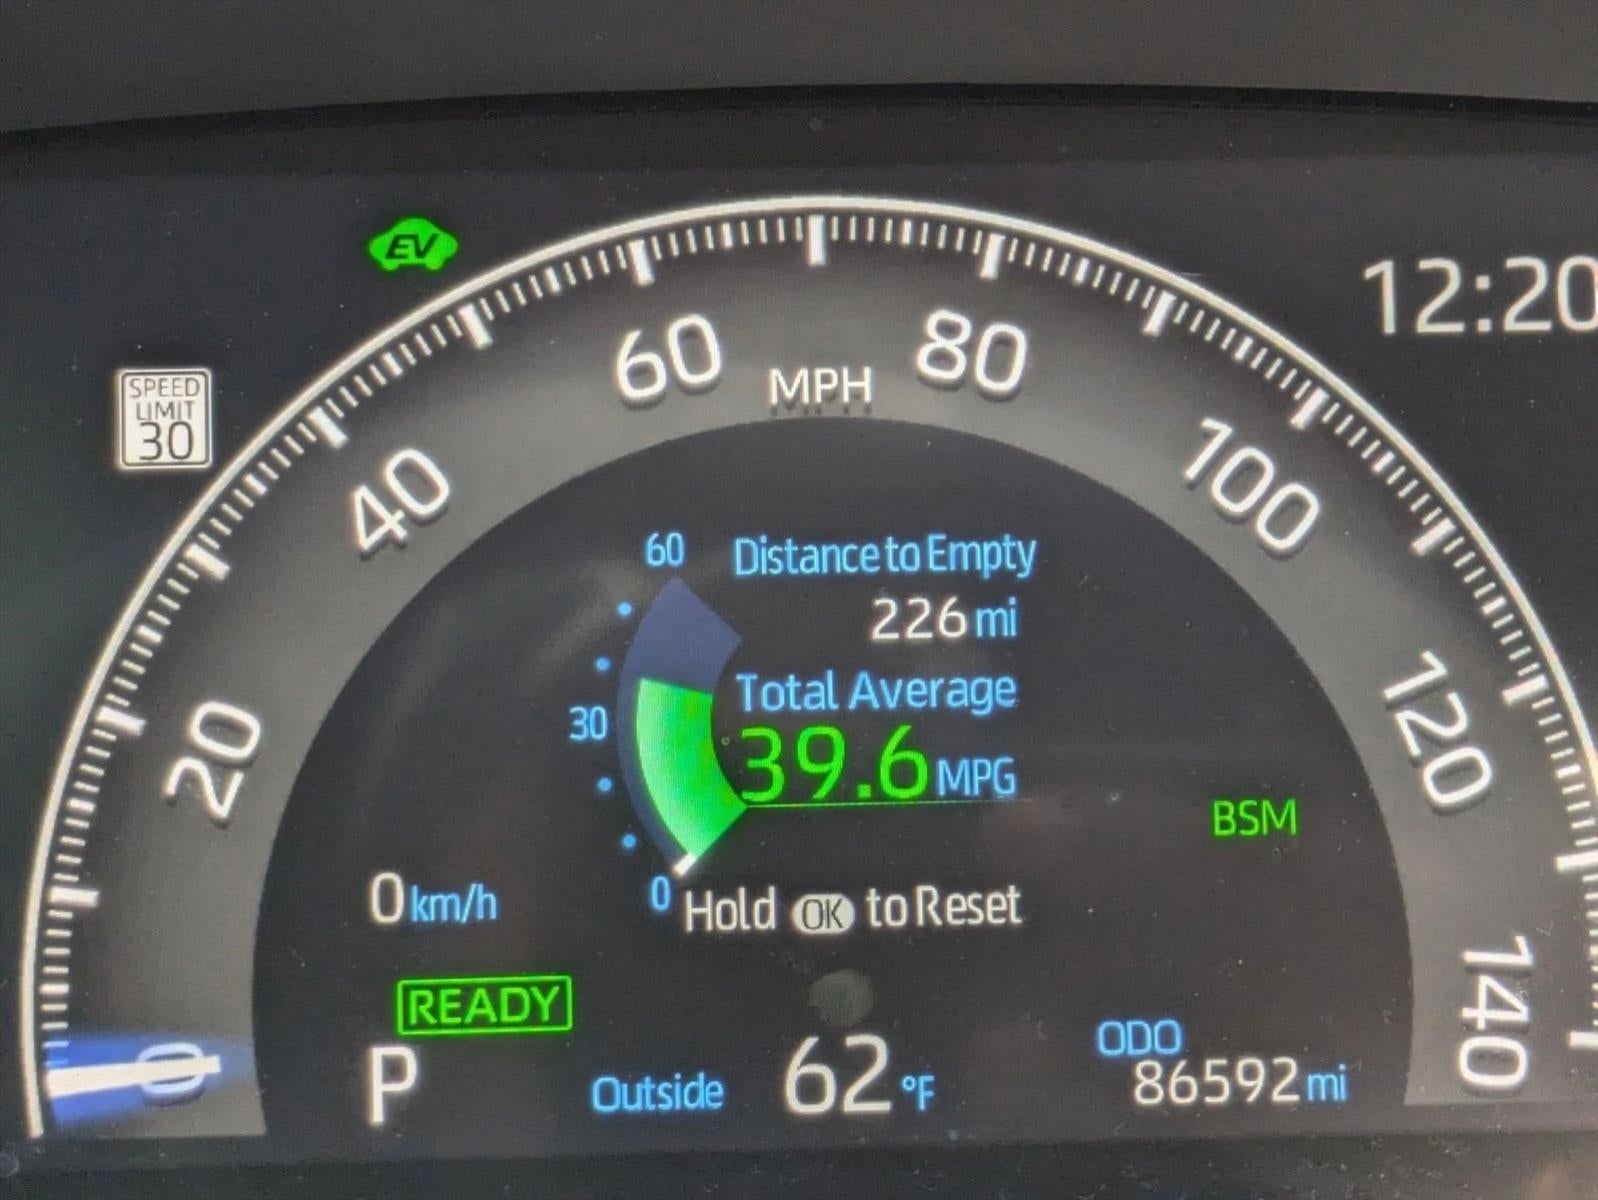 EV
12:20
SPEED
LIMIT
30
0
20
40
60
80
100
120
140
MPH
60
30
0
Distance to Empty
226 mi
Total Average
39.6 MPG
Hold OK to Reset
BSM
0 km/h
READY
P
Outside 62 °F
ODO
86592 mi